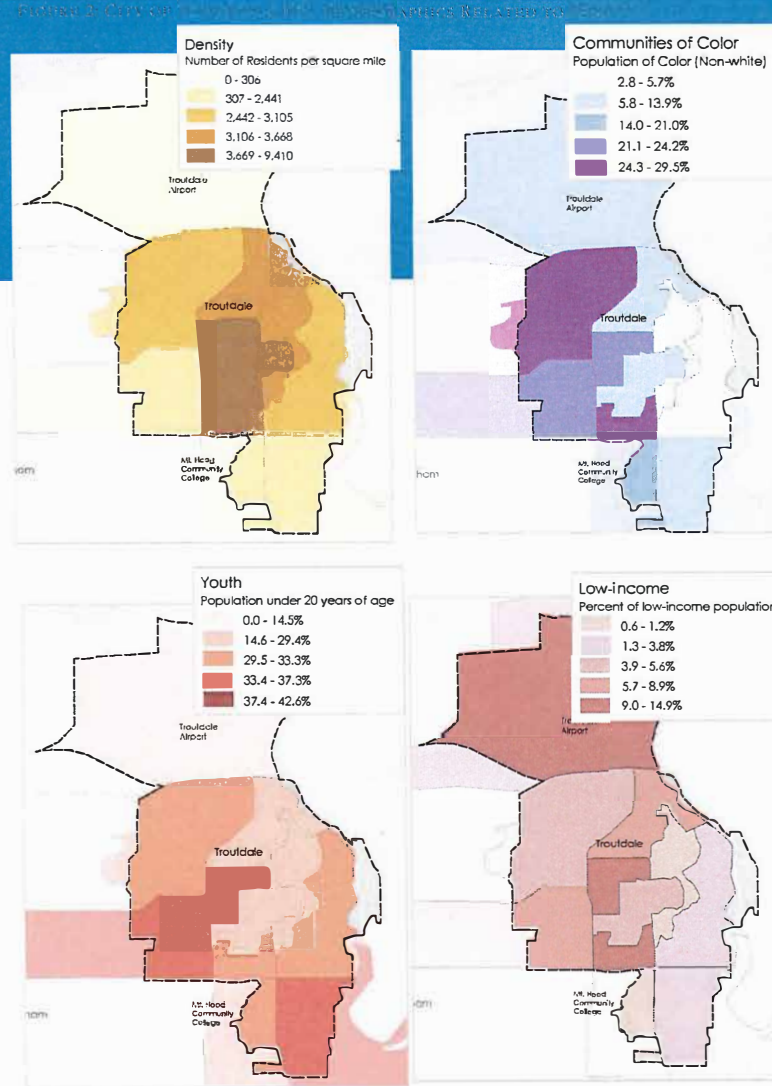 Density
Number of Residents per square mile
0 - 306
307 - 2,441
2,442 - 3,105
3,106 - 3,668
3,669 - 9,410
Troutdale
Airport
Troutdale
Mt. Hood
Community
College
Communities of Color
Population of Color (Non-white)
2.8 - 5.7%
5.8 - 13.9%
14.0 - 21.0%
21.1 - 24.2%
24.3 - 29.5%
Troutdale
Airport
Troutdale
Mt. Hood
Community
College
ham
Youth
Population under 20 years of age
0.0 - 14.5%
14.6 - 29.4%
29.5 - 33.3%
33.4 - 37.3%
37.4 - 42.6%
Troutdale
Airport
Troutdale
Mt. Hood
Community
College
ham
Low-income
Percent of low-income population
0.6 - 1.2%
1.3 - 3.8%
3.9 - 5.6%
5.7 - 8.9%
9.0 - 14.9%
Airport
Troutdale
Mt. Hood
Community
College